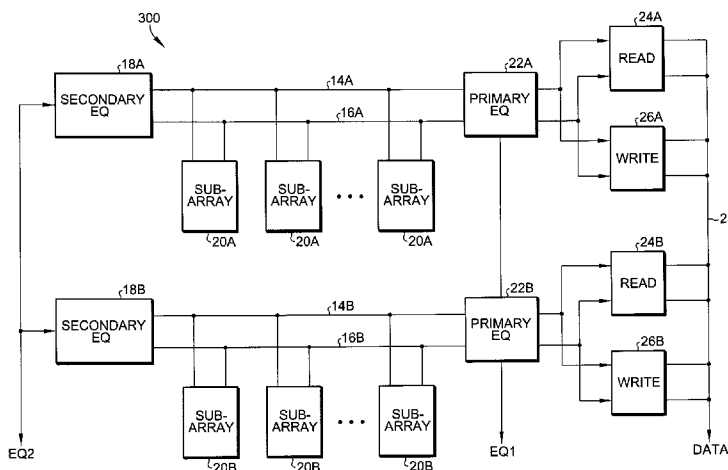 300
18A
SECONDARY
EQ
14A
16A
SUB-
ARRAY
20A
SUB-
ARRAY
20A
• • •
SUB-
ARRAY
20A
22A
PRIMARY
EQ
24A
READ
26A
WRITE
2
18B
SECONDARY
EQ
14B
16B
SUB-
ARRAY
20B
SUB-
ARRAY
20B
• • •
SUB-
ARRAY
20B
22B
PRIMARY
EQ
24B
READ
26B
WRITE
EQ2
EQ1
DATA